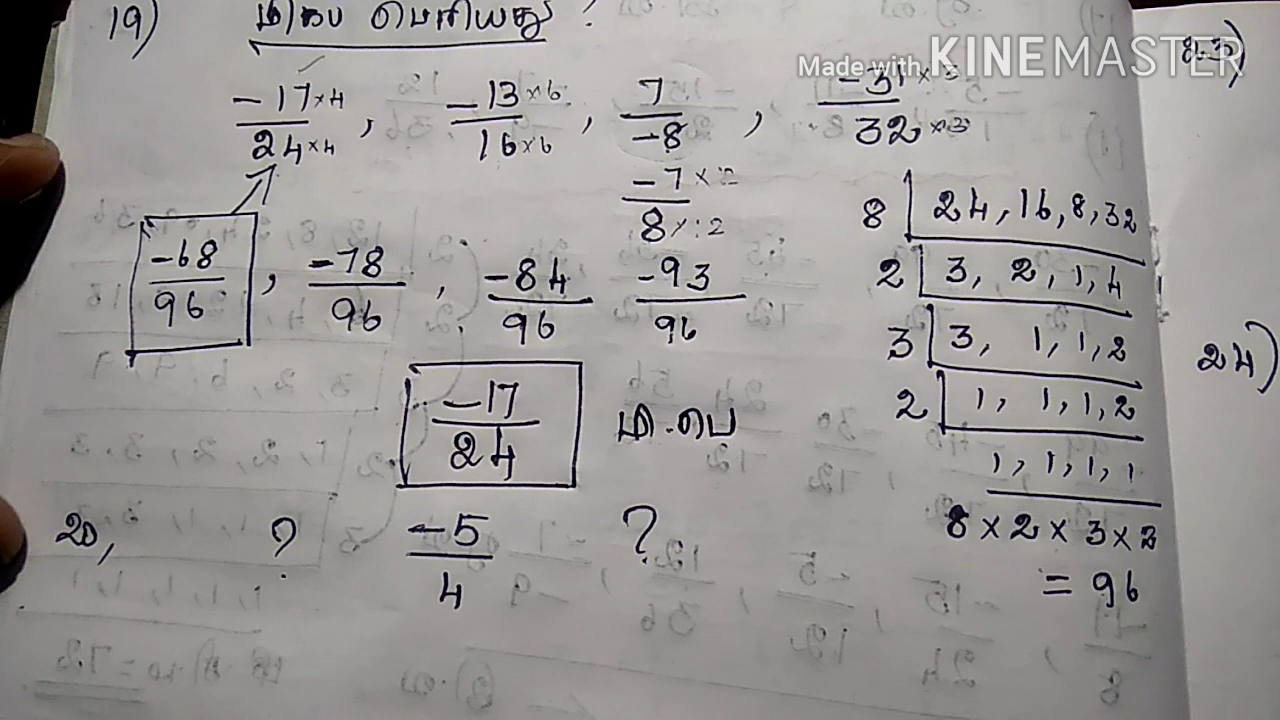 19) மிகப் பெரியது ?
Made with KINEMASTER
-17×4/24×4 , -13×6/16×6 , 7/-8 , -31×3/32×3
-7×12/8×12
-68/96 , -78/96 , -84/96 -93/96
8 | 24, 16, 8, 32
2 | 3, 2, 1, 4
3 | 3, 1, 1, 2
2 | 1, 1, 1, 2
1, 1, 1, 1
8 × 2 × 3 × 2
= 96
-17/24 மி.பெ
20, ? -5/4 ?
24)